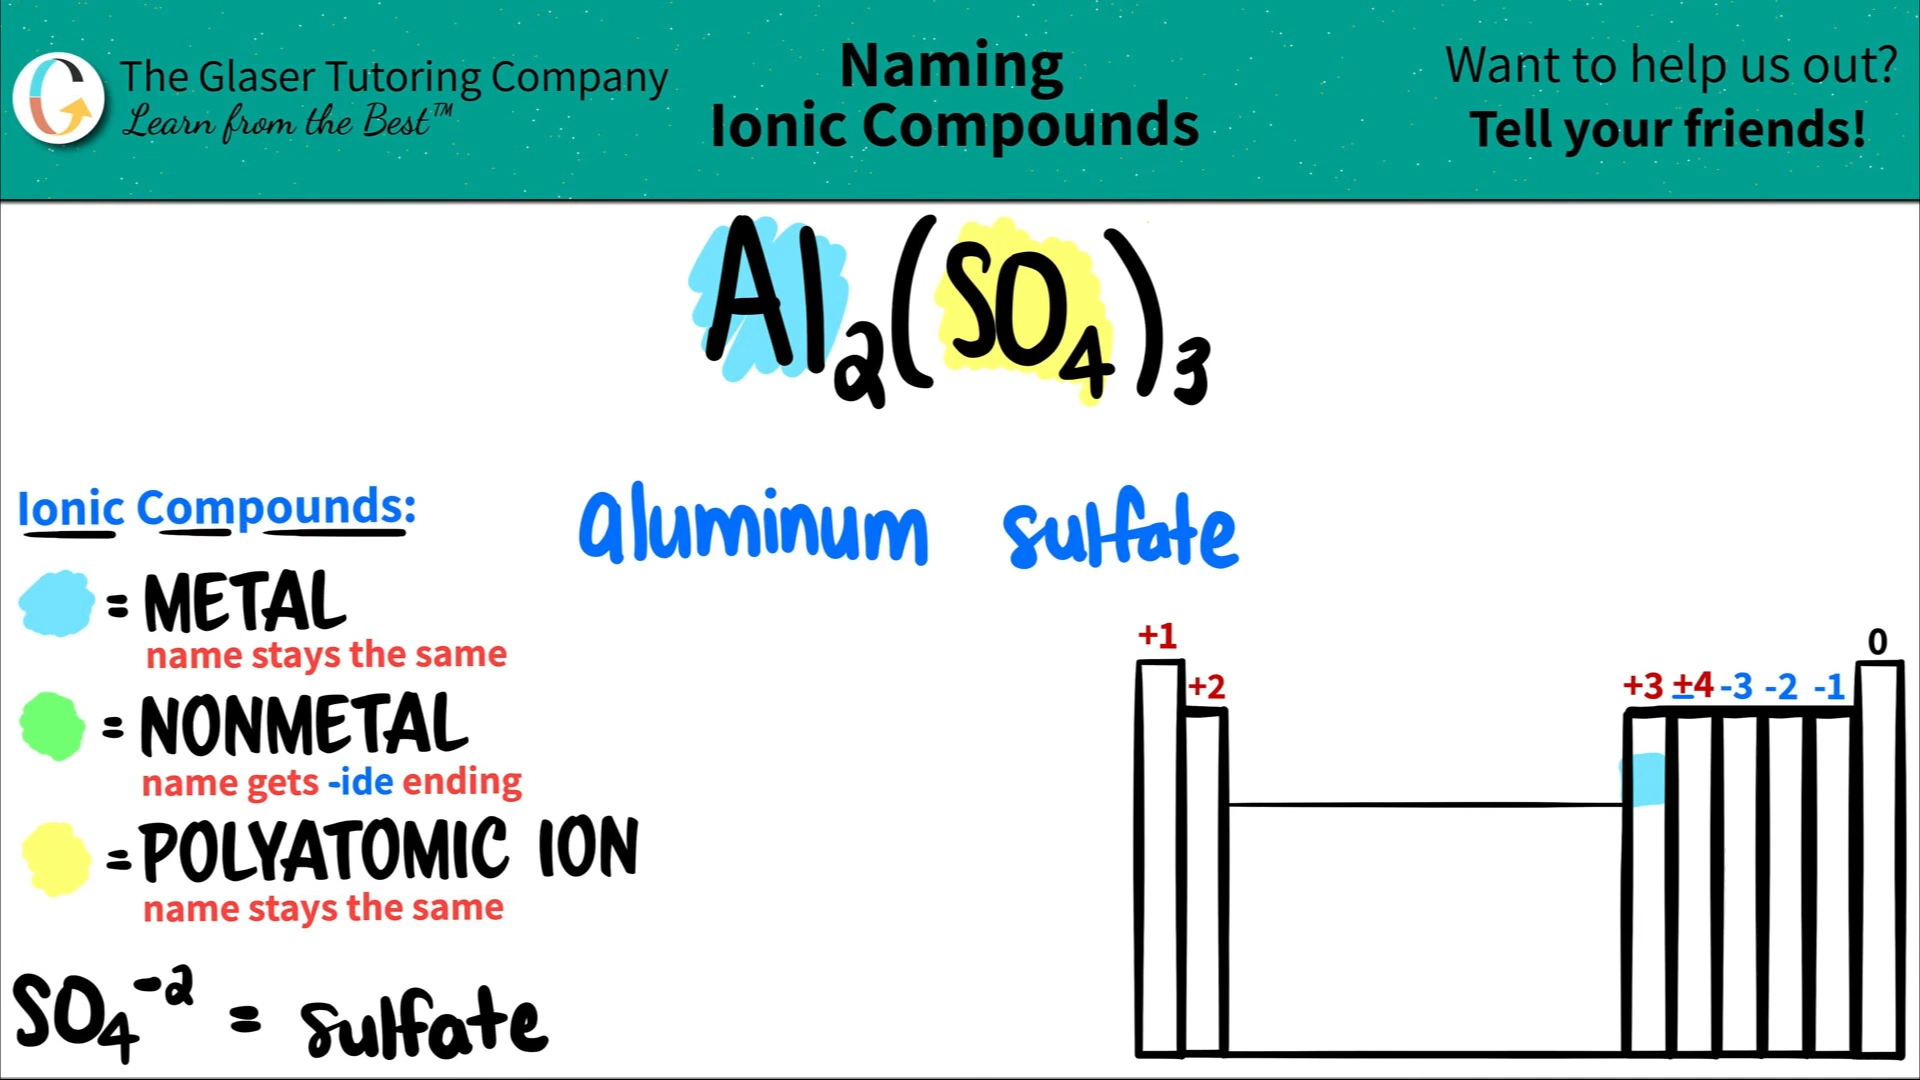 The Glaser Tutoring Company
Learn from the Best™
Naming
Ionic Compounds
Want to help us out?
Tell your friends!
Al₂(SO₄)₃
aluminum sulfate
Ionic Compounds:
= METAL
name stays the same
= NONMETAL
name gets -ide ending
= POLYATOMIC ION
name stays the same
SO₄⁻² = sulfate
+1
+2
+3 ±4 -3 -2 -1
0